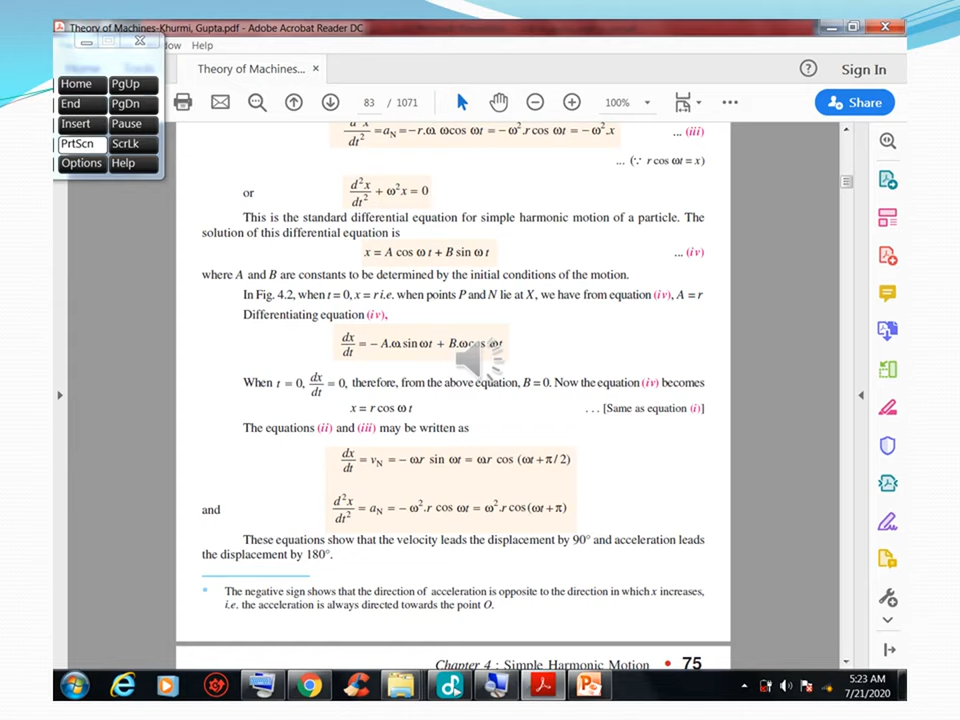 Theory of Machines-Khurmi, Gupta.pdf - Adobe Acrobat Reader DC
Help
Home PgUp
End PgDn
Insert Pause
PrtScn ScrLk
Options Help
Theory of Machines... ×
Sign In
83 / 1071
100%
Share
= a_N = −r.ω. ωcos ωt = −ω².r cos ωt = −ω².x ... (iii)
... (∵ r cos ωt = x)
or d²x/dt² + ω²x = 0
This is the standard differential equation for simple harmonic motion of a particle. The
solution of this differential equation is
x = A cos ω t + B sin ω t ... (iv)
where A and B are constants to be determined by the initial conditions of the motion.
In Fig. 4.2, when t = 0, x = r i.e. when points P and N lie at X, we have from equation (iv), A = r
Differentiating equation (iv),
dx/dt = − A.ω sin ωt + B.ωcos ωt
When t = 0, dx/dt = 0, therefore, from the above equation, B = 0. Now the equation (iv) becomes
x = r cos ω t . . . [Same as equation (i)]
The equations (ii) and (iii) may be written as
dx/dt = v_N = − ωr sin ωt = ωr cos (ωt + π / 2)
and d²x/dt² = a_N = − ω².r cos ωt = ω².r cos(ωt + π)
These equations show that the velocity leads the displacement by 90° and acceleration leads
the displacement by 180°.
* The negative sign shows that the direction of acceleration is opposite to the direction in which x increases,
i.e. the acceleration is always directed towards the point O.
Chapter 4 : Simple Harmonic Motion • 75
5:23 AM
7/21/2020